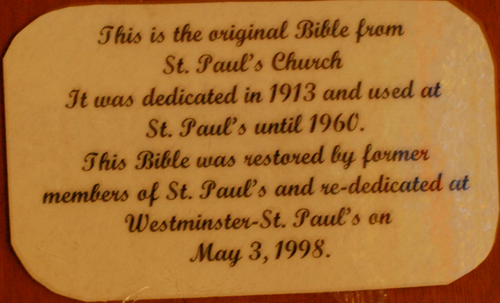 This is the original Bible from
St. Paul's Church
It was dedicated in 1913 and used at
St. Paul's until 1960.
This Bible was restored by former
members of St. Paul's and re-dedicated at
Westminster-St. Paul's on
May 3, 1998.